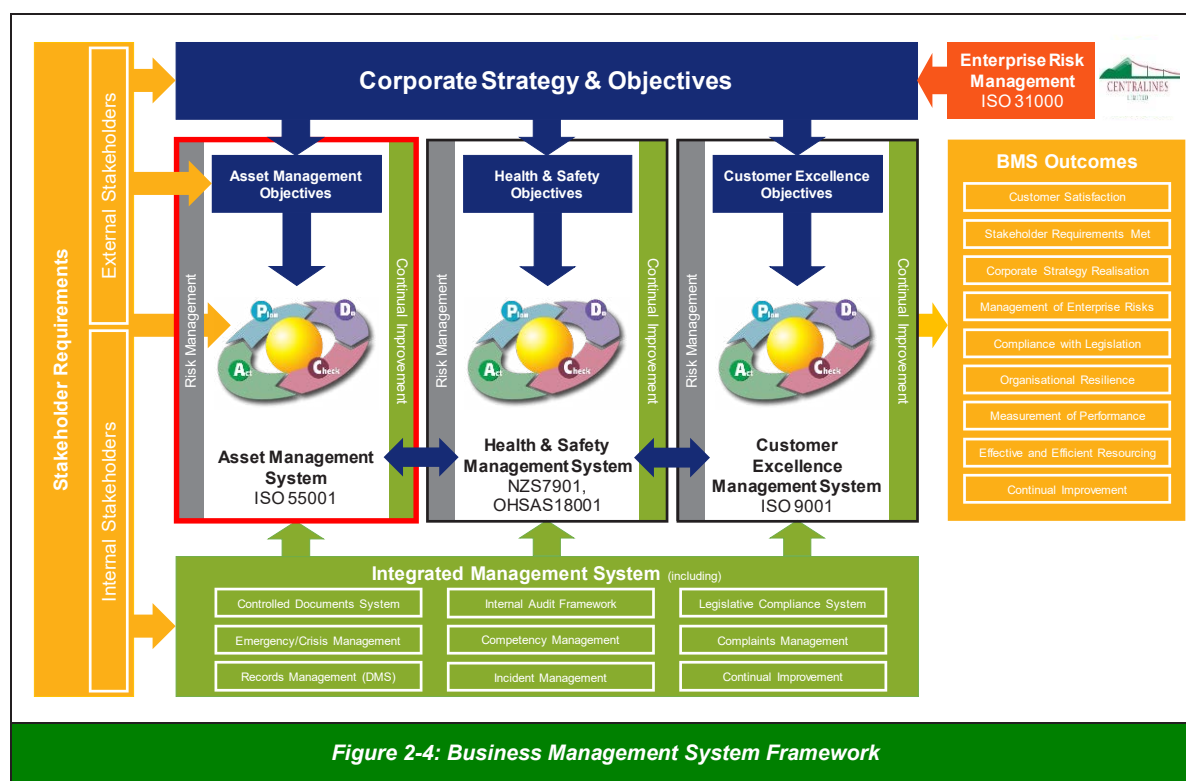 Stakeholder Requirements
External Stakeholders
Internal Stakeholders
Corporate Strategy & Objectives
Enterprise Risk
Management
ISO 31000
CENTRALINES
LIMITED
Risk Management
Asset Management
Objectives
Continual Improvement
Plan
Do
Act
Check
Asset Management
System
ISO 55001
Risk Management
Health & Safety
Objectives
Continual Improvement
Plan
Do
Act
Check
Health & Safety
Management System
NZS7901,
OHSAS18001
Risk Management
Customer Excellence
Objectives
Continual Improvement
Plan
Do
Act
Check
Customer
Excellence
Management System
ISO 9001
BMS Outcomes
Customer Satisfaction
Stakeholder Requirements Met
Corporate Strategy Realisation
Management of Enterprise Risks
Compliance with Legislation
Organisational Resilience
Measurement of Performance
Effective and Efficient Resourcing
Continual Improvement
Integrated Management System (including)
Controlled Documents System
Internal Audit Framework
Legislative Compliance System
Emergency/Crisis Management
Competency Management
Complaints Management
Records Management (DMS)
Incident Management
Continual Improvement
Figure 2-4: Business Management System Framework